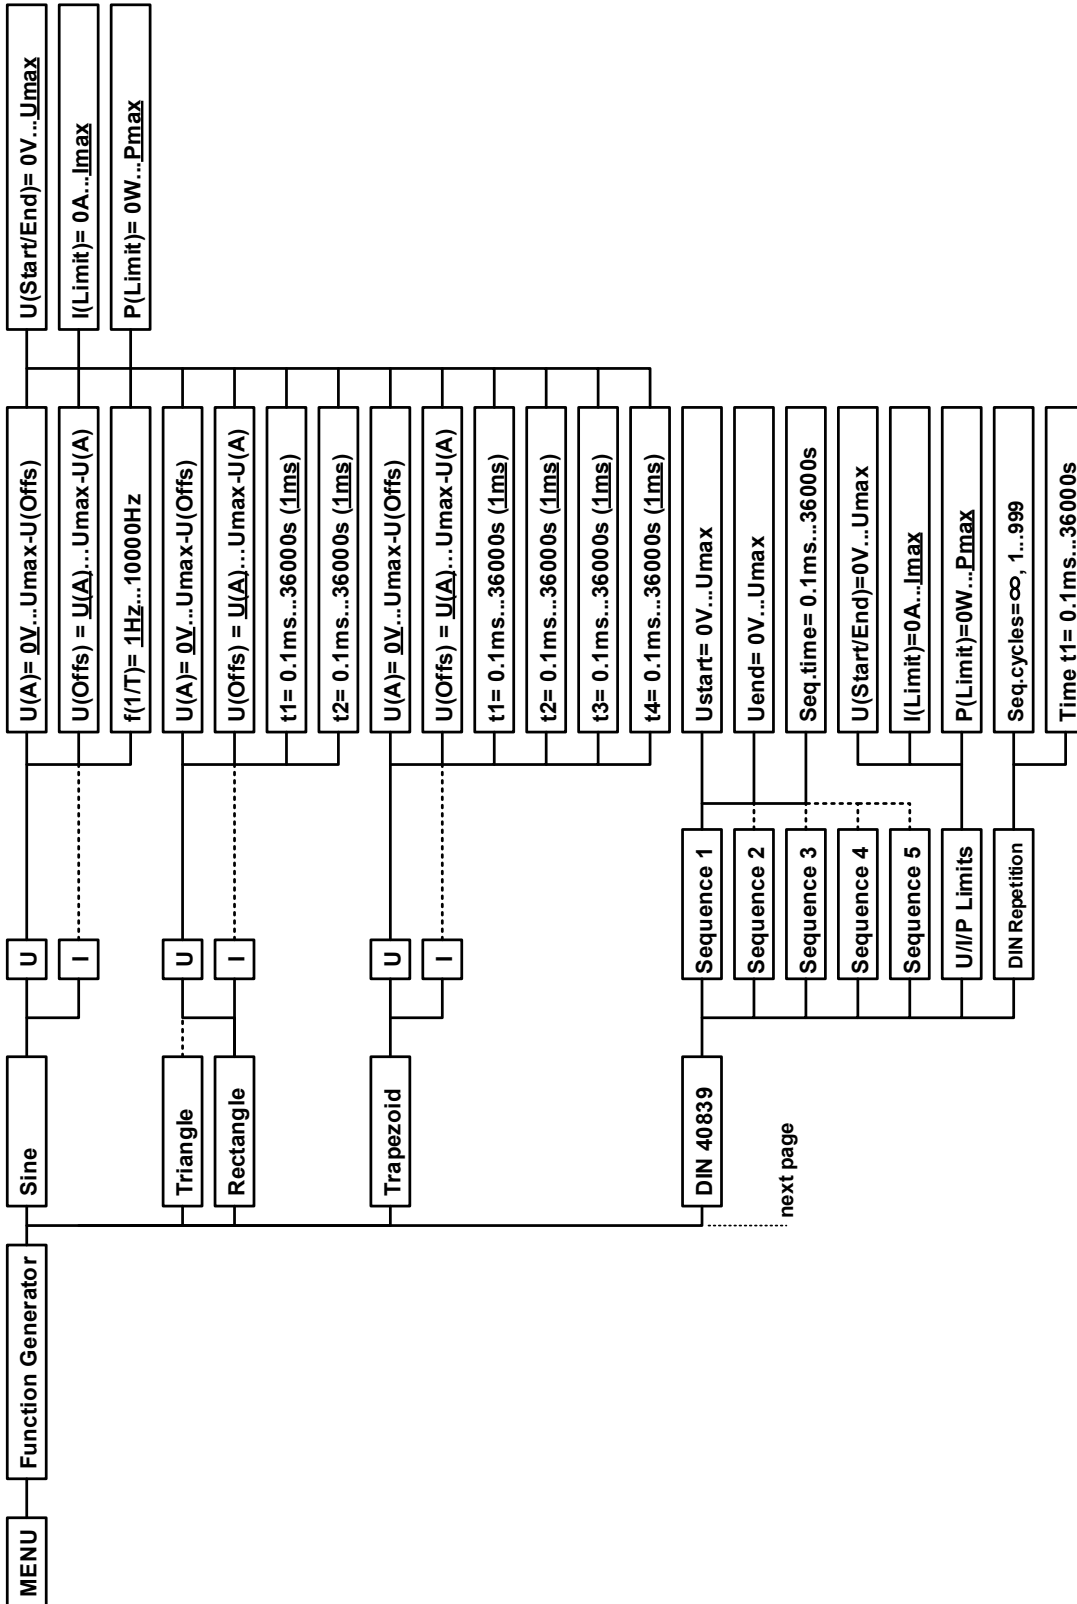 MENU
Function Generator
Sine
U
I
U(A)= 0V...Umax-U(Offs)
U(Offs) = U(A)...Umax-U(A)
f(1/T)= 1Hz...10000Hz
U(Start/End)= 0V...Umax
I(Limit)= 0A...Imax
P(Limit)= 0W...Pmax
Triangle
Rectangle
U
I
U(A)= 0V...Umax-U(Offs)
U(Offs) = U(A)...Umax-U(A)
t1= 0.1ms...36000s (1ms)
t2= 0.1ms...36000s (1ms)
Trapezoid
U
I
U(A)= 0V...Umax-U(Offs)
U(Offs) = U(A)...Umax-U(A)
t1= 0.1ms...36000s (1ms)
t2= 0.1ms...36000s (1ms)
t3= 0.1ms...36000s (1ms)
t4= 0.1ms...36000s (1ms)
DIN 40839
Sequence 1
Sequence 2
Sequence 3
Sequence 4
Sequence 5
U/I/P Limits
DIN Repetition
Ustart= 0V...Umax
Uend= 0V...Umax
Seq.time= 0.1ms...36000s
U(Start/End)=0V...Umax
I(Limit)=0A...Imax
P(Limit)=0W...Pmax
Seq.cycles=∞, 1...999
Time t1= 0.1ms...36000s
next page